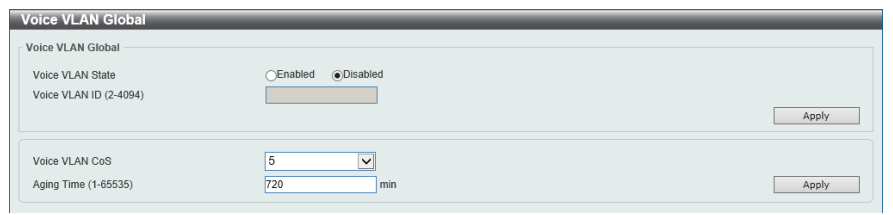 Voice VLAN Global
Voice VLAN Global
Voice VLAN State Enabled Disabled
Voice VLAN ID (2-4094)
Apply
Voice VLAN CoS 5
Aging Time (1-65535) 720 min Apply